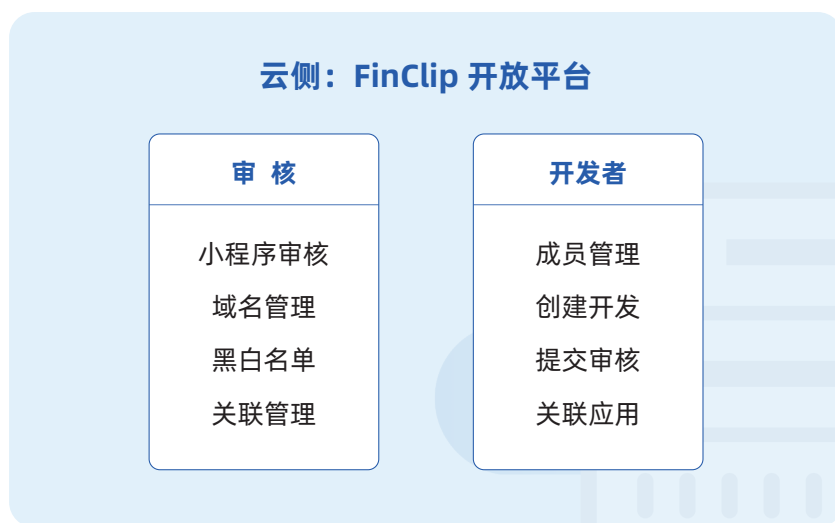 云侧：FinClip 开放平台
审 核
小程序审核
域名管理
黑白名单
关联管理
开发者
成员管理
创建开发
提交审核
关联应用